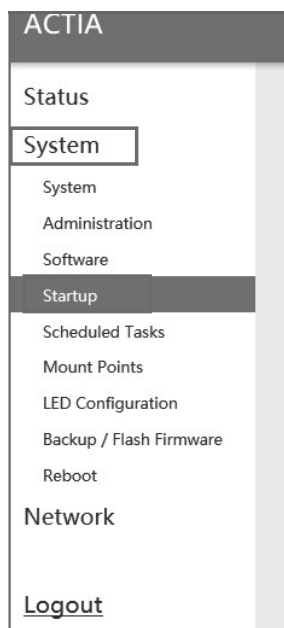 ACTIA
Status
System
System
Administration
Software
Startup
Scheduled Tasks
Mount Points
LED Configuration
Backup / Flash Firmware
Reboot
Network
Logout